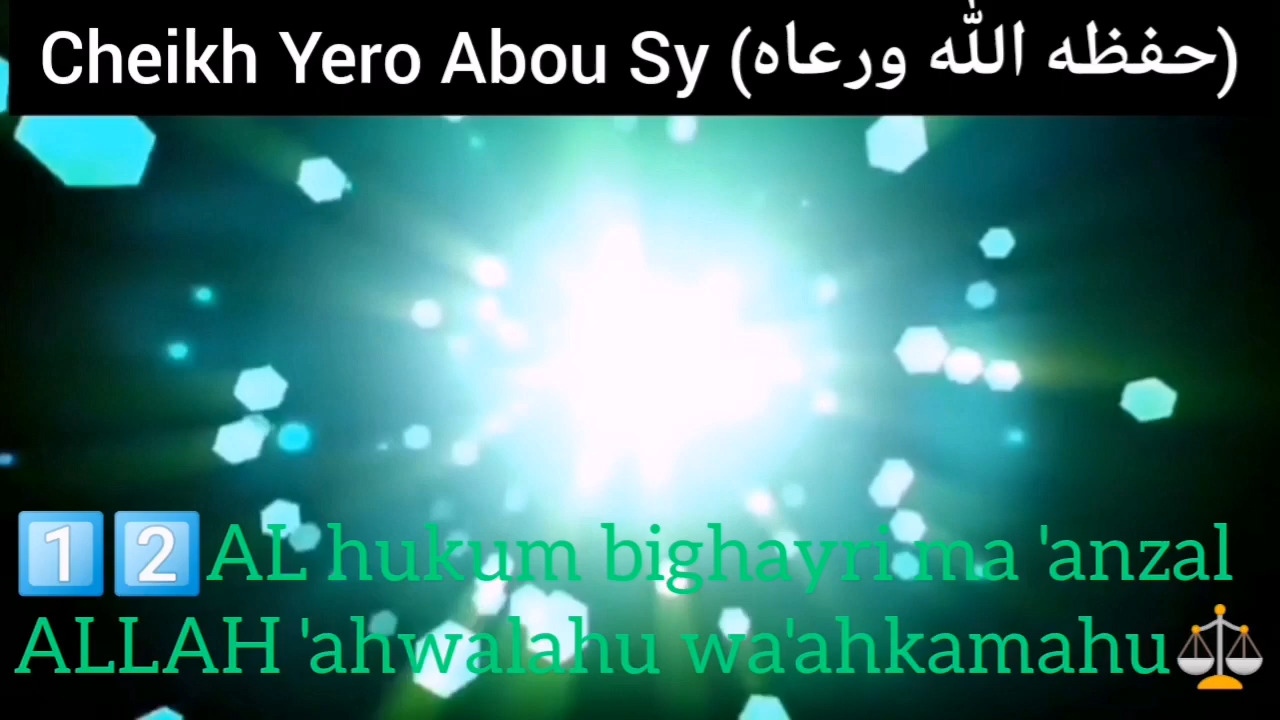 Cheikh Yero Abou Sy (حفظه الله ورعاه)
1️⃣2️⃣AL hukum bighayri ma 'anzal
ALLAH 'ahwalahu wa'ahkamahu⚖️